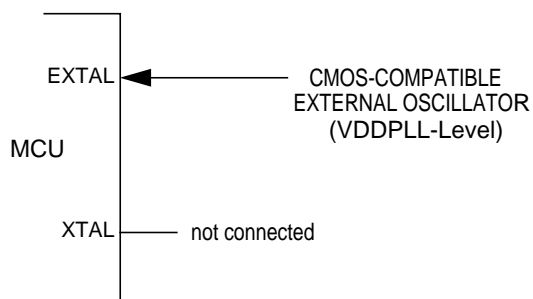 EXTAL
CMOS-COMPATIBLE
EXTERNAL OSCILLATOR
(VDDPLL-Level)
MCU
XTAL
not connected